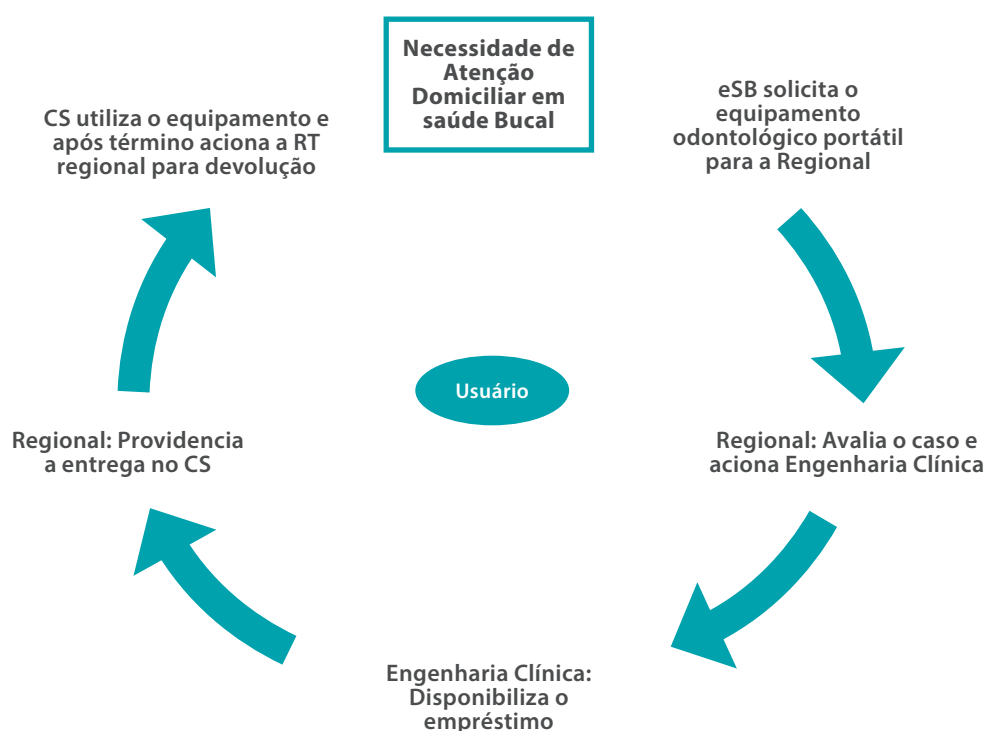 Necessidade de
Atenção
Domiciliar em
saúde Bucal
eSB solicita o
equipamento
odontológico portátil
para a Regional
Regional: Avalia o caso e
aciona Engenharia Clínica
Engenharia Clínica:
Disponibiliza o
empréstimo
Regional: Providencia
a entrega no CS
CS utiliza o equipamento e
após término aciona a RT
regional para devolução
Usuário